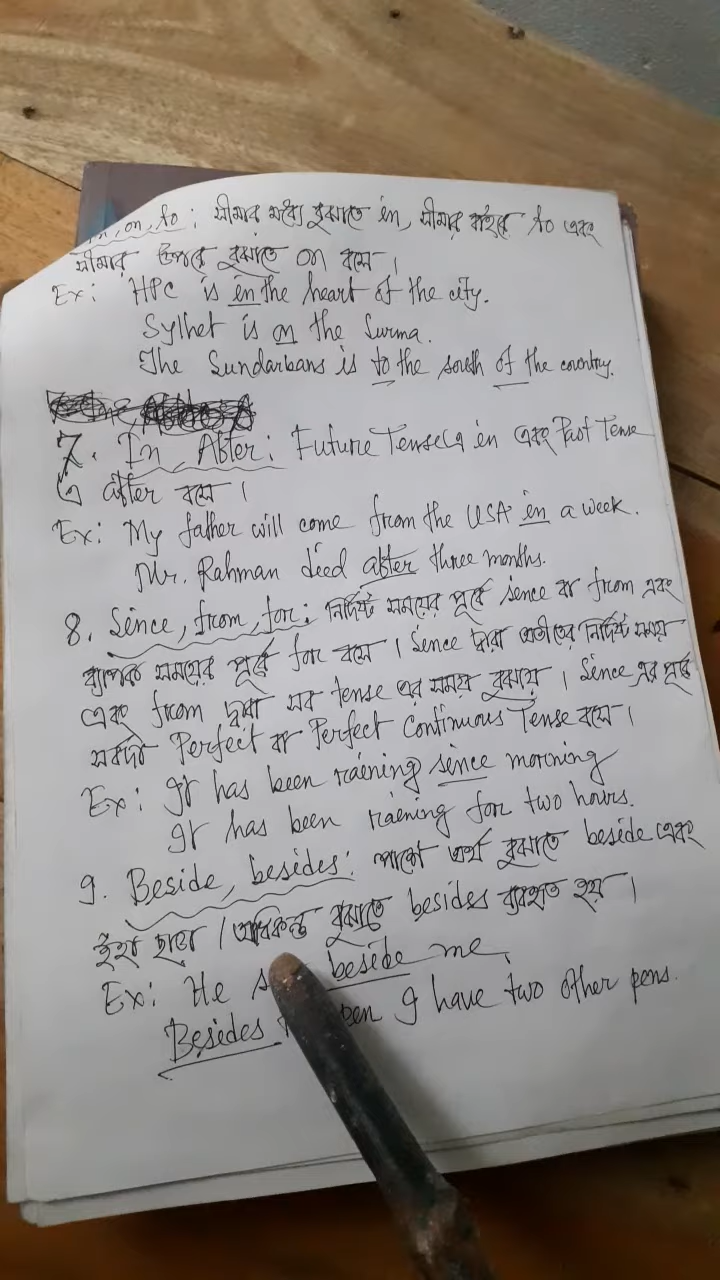 in, on, to : সীমার মধ্যে বুঝাতে in, সীমার বাইরে to এবং
সীমার উপরে বুঝাতে on বসে।
Ex: HPC is in the heart of the city.
Sylhet is on the Surma.
The Sundarbans is to the south of the country.
7. In, After: Future Tense এ in এবং Past Tense
এ after বসে।
Ex: My father will come from the USA in a week.
Mr. Rahman died after three months.
8. Since, from, for: নির্দিষ্ট সময়ের পূর্বে since বা from এবং
ব্যাপক সময়ের পূর্বে for বসে। Since দ্বারা অতীতের নির্দিষ্ট সময়
এবং from দ্বারা সব tense এর সময় বুঝায়। Since এর পূর্বে
সবর্দা Perfect বা Perfect Continuous Tense বসে।
Ex: It has been raining since morning
It has been raining for two hours.
9. Beside, besides: পাশে অর্থ বুঝাতে beside এবং
ইহা ছাড়া / অধিকন্তু বুঝাতে besides ব্যবহৃত হয়।
Ex: He beside me.
Besides pen I have two other pens.